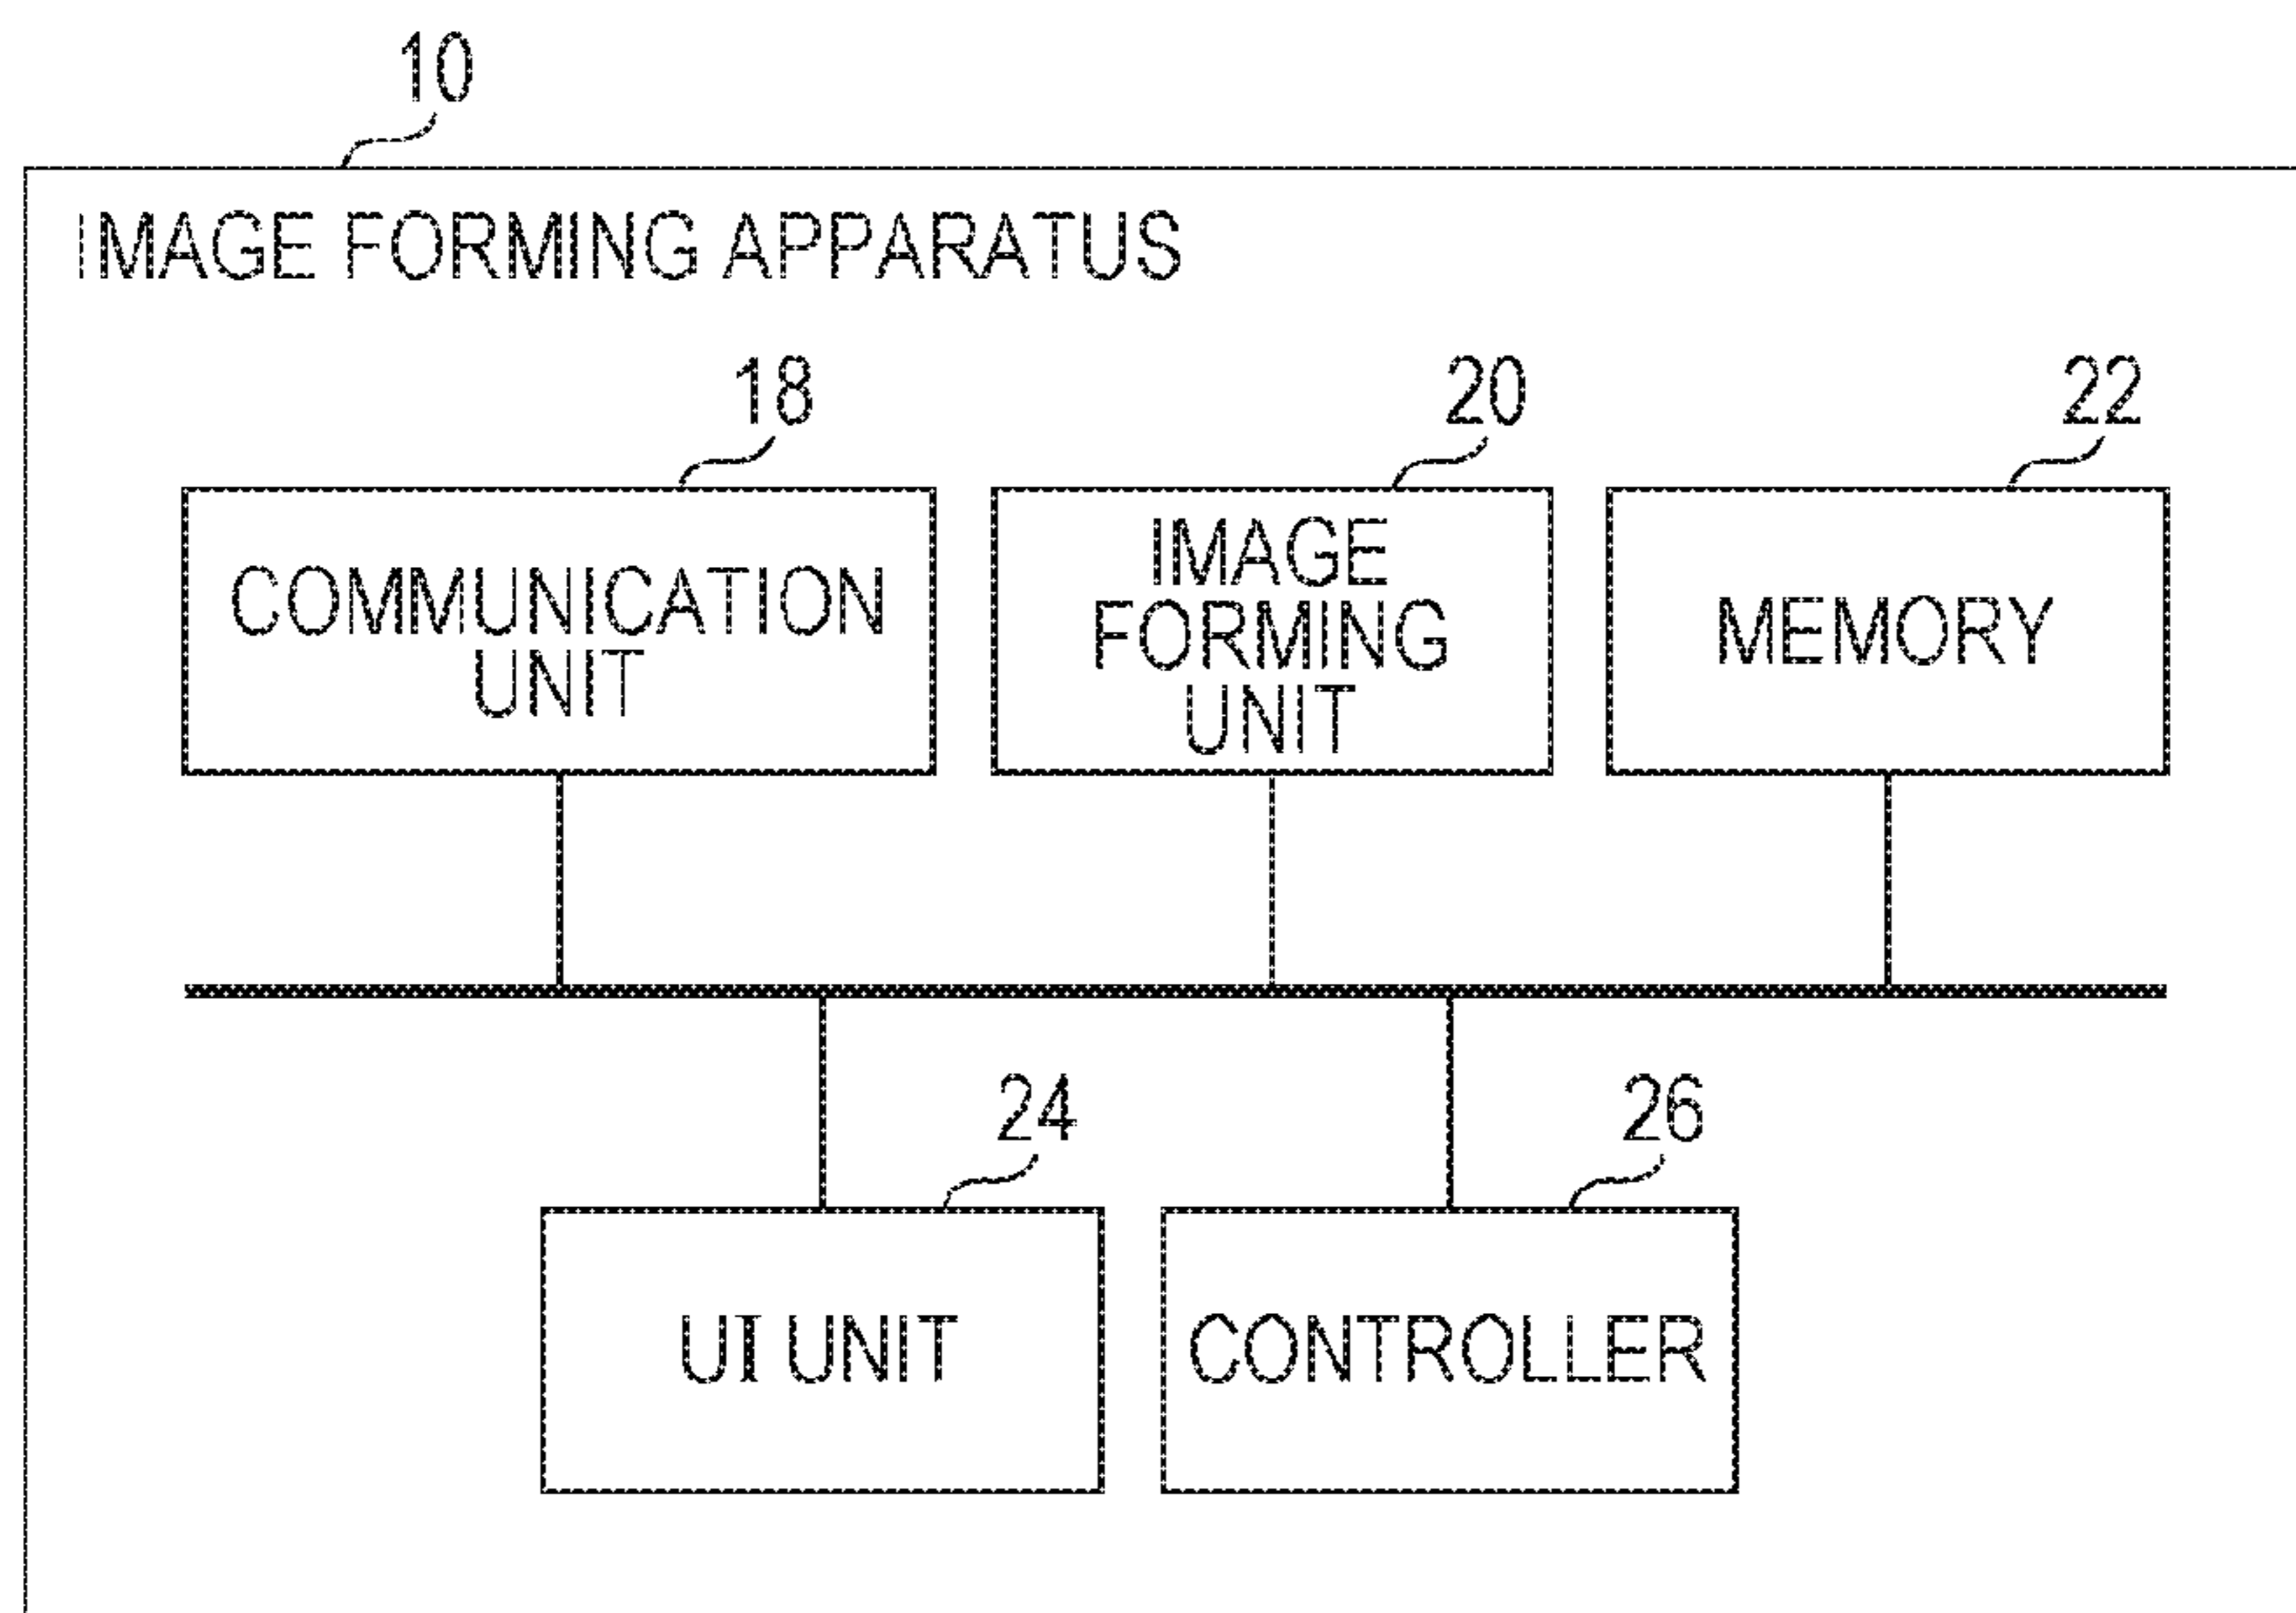 10
IMAGE FORMING APPARATUS
18
20
22
COMMUNICATION
UNIT
IMAGE
FORMING
UNIT
MEMORY
24
26
UI UNIT
CONTROLLER